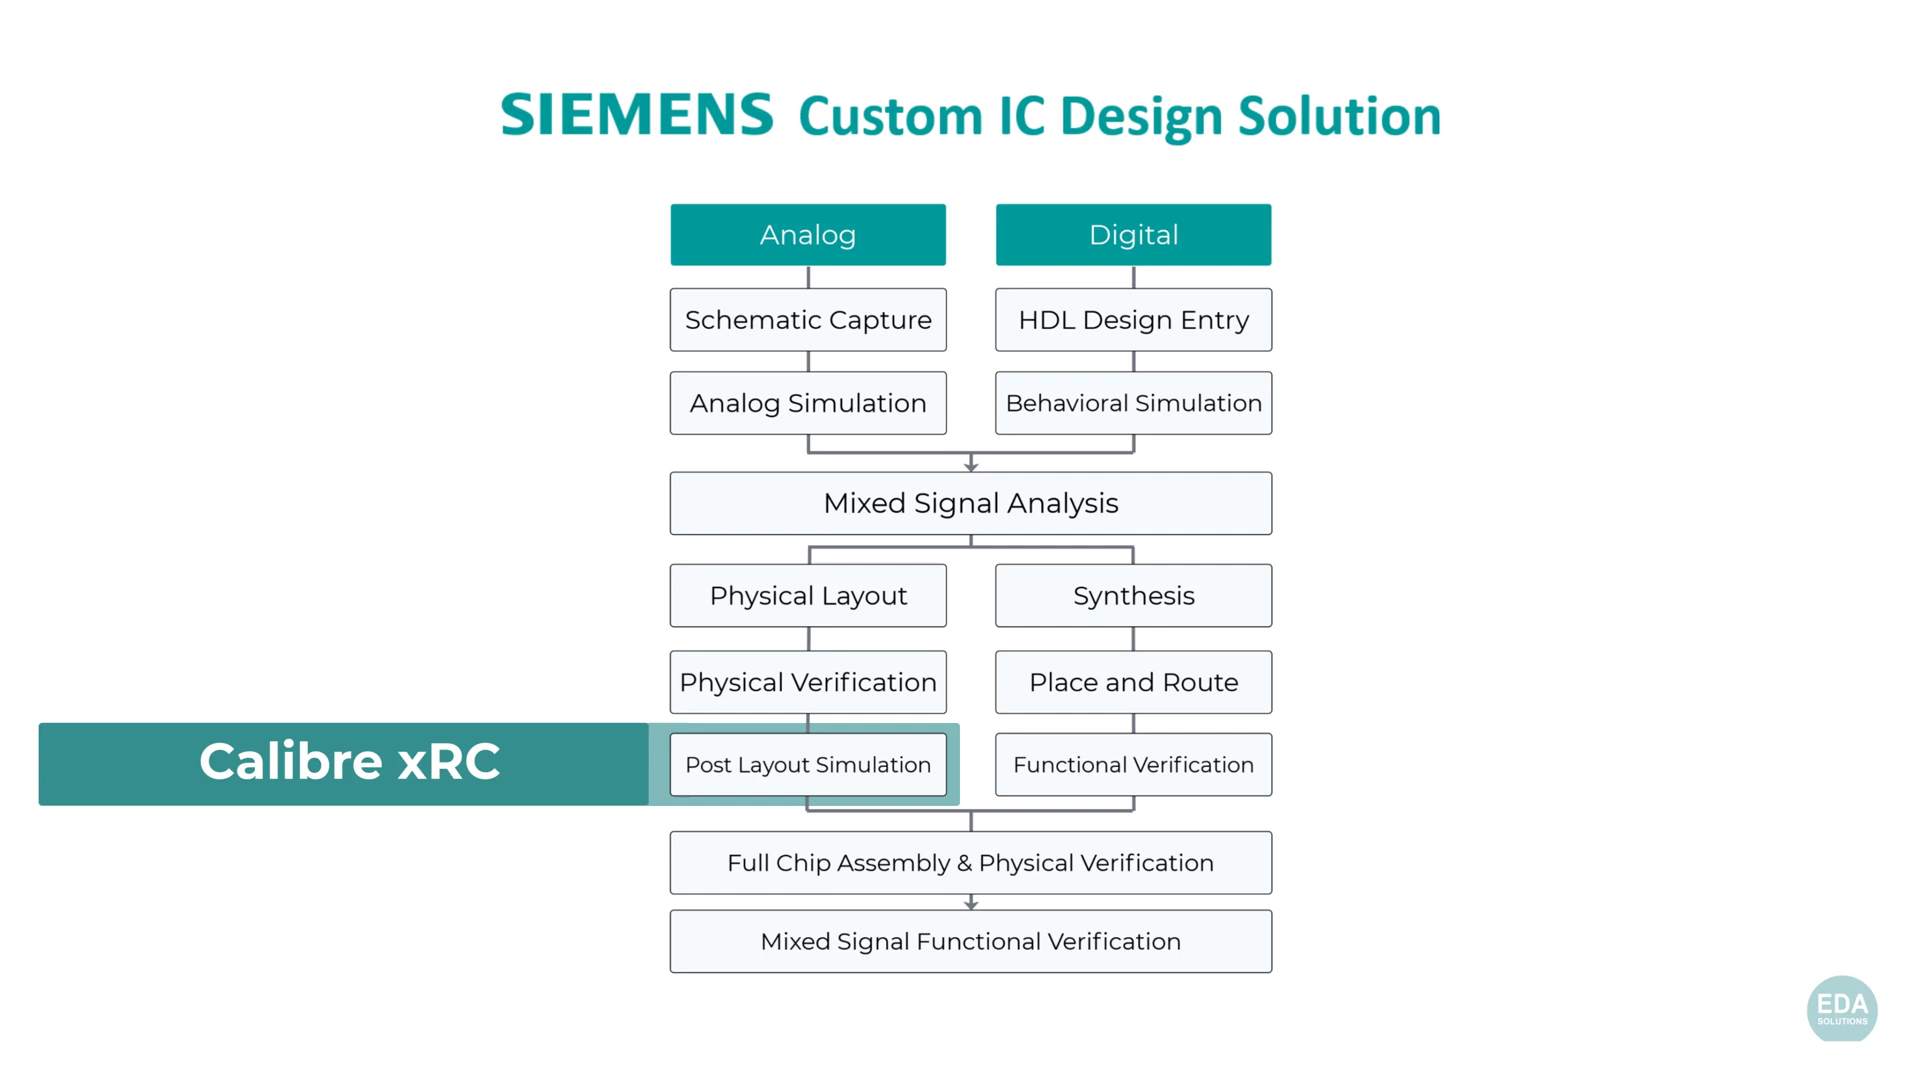 SIEMENS Custom IC Design Solution
Analog
Digital
Schematic Capture
HDL Design Entry
Analog Simulation
Behavioral Simulation
Mixed Signal Analysis
Physical Layout
Synthesis
Physical Verification
Place and Route
Calibre xRC
Post Layout Simulation
Functional Verification
Full Chip Assembly & Physical Verification
Mixed Signal Functional Verification
EDA
SOLUTIONS